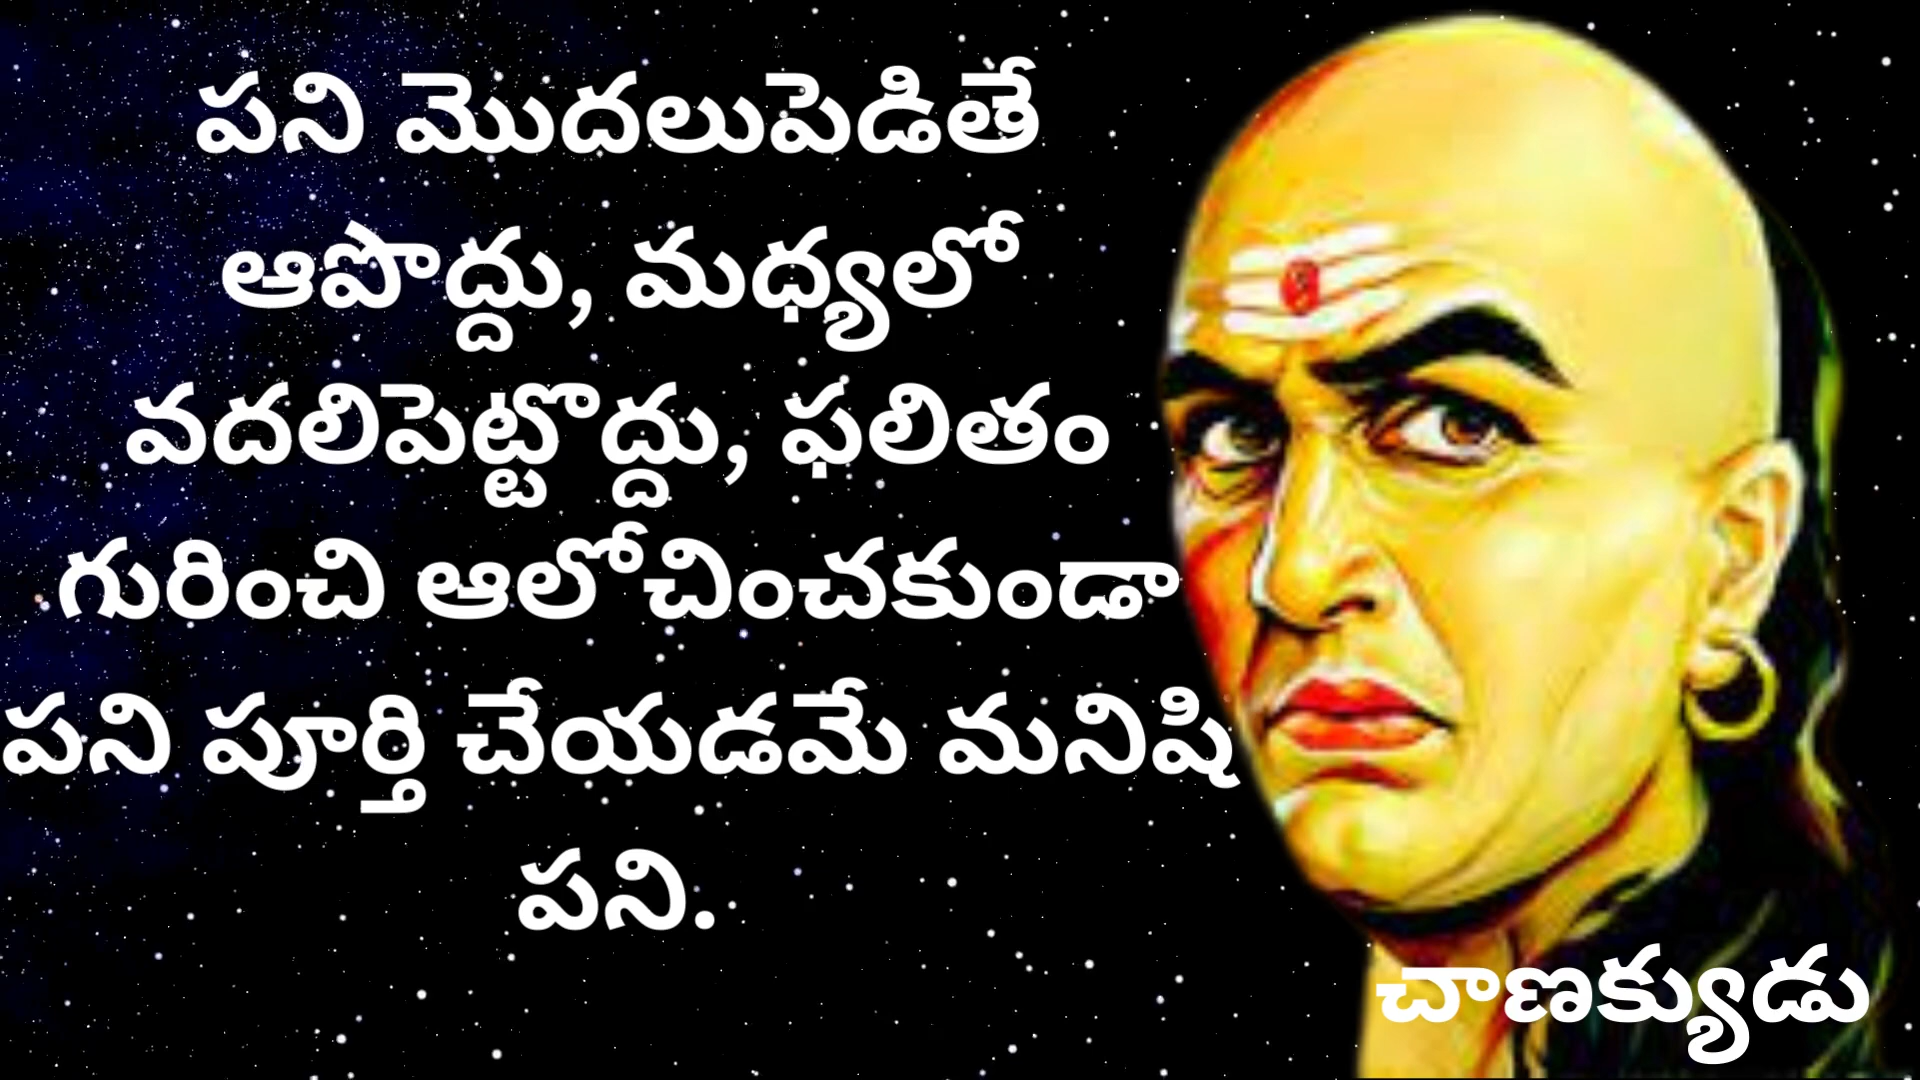 పని మొదలుపెడితే
ఆపొద్దు, మధ్యలో
వదలిపెట్టొద్దు, ఫలితం
గురించి ఆలోచించకుండా
పని పూర్తి చేయడమే మనిషి
పని.
చాణక్యుడు